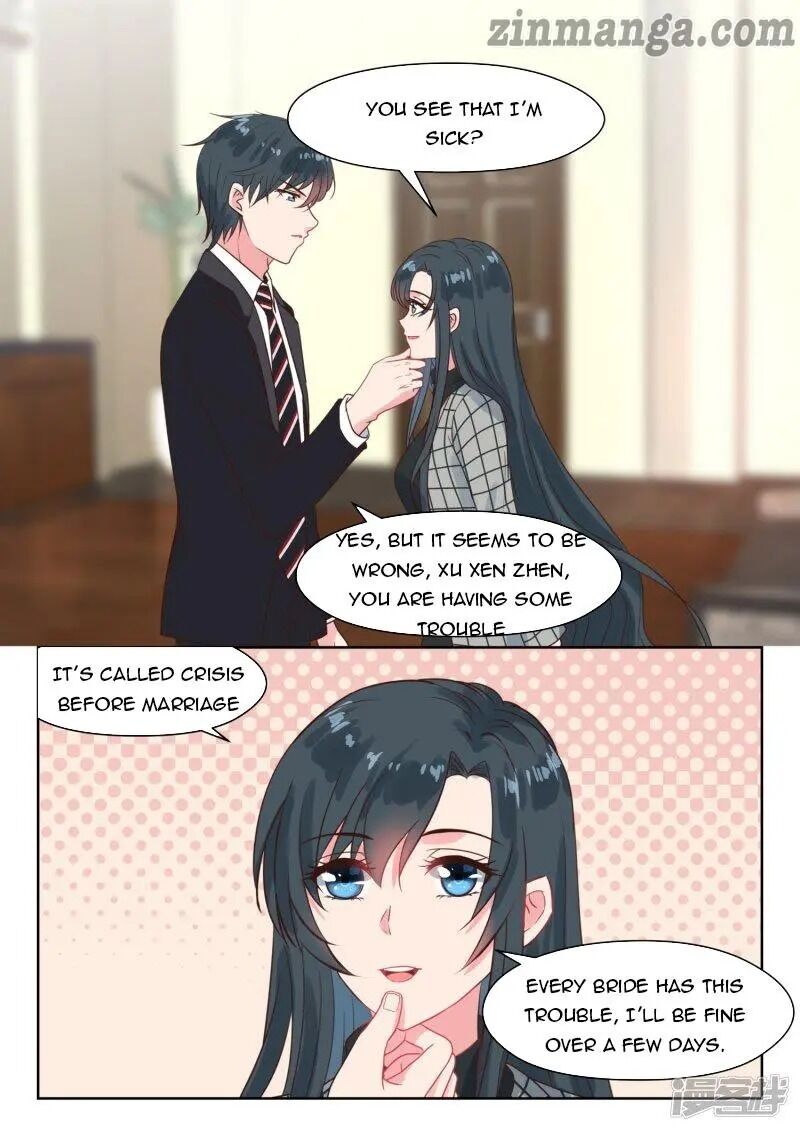 zinmanga.com
YOU SEE THAT I'M
SICK?
YES, BUT IT SEEMS TO BE
WRONG, XU XEN ZHEN,
YOU ARE HAVING SOME
TROUBLE
IT'S CALLED CRISIS
BEFORE MARRIAGE
EVERY BRIDE HAS THIS
TROUBLE, I'LL BE FINE
OVER A FEW DAYS.
漫客栈